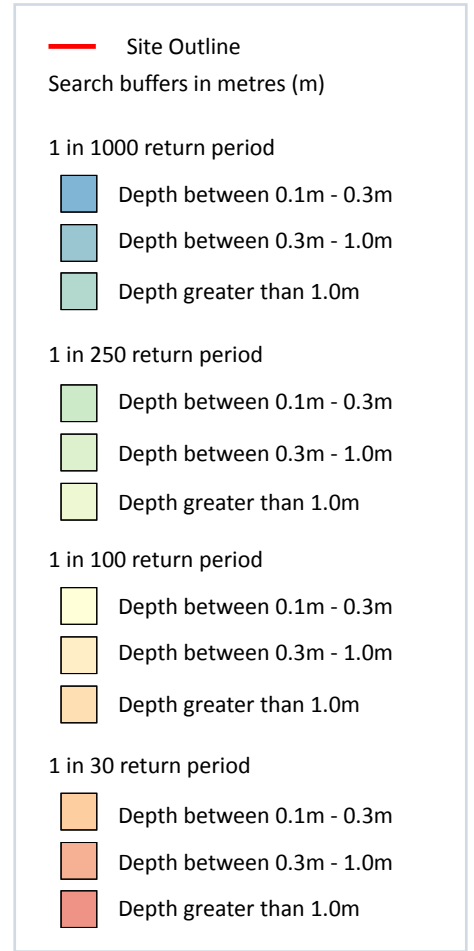 Site Outline
Search buffers in metres (m)
1 in 1000 return period
Depth between 0.1m - 0.3m
Depth between 0.3m - 1.0m
Depth greater than 1.0m
1 in 250 return period
Depth between 0.1m - 0.3m
Depth between 0.3m - 1.0m
Depth greater than 1.0m
1 in 100 return period
Depth between 0.1m - 0.3m
Depth between 0.3m - 1.0m
Depth greater than 1.0m
1 in 30 return period
Depth between 0.1m - 0.3m
Depth between 0.3m - 1.0m
Depth greater than 1.0m